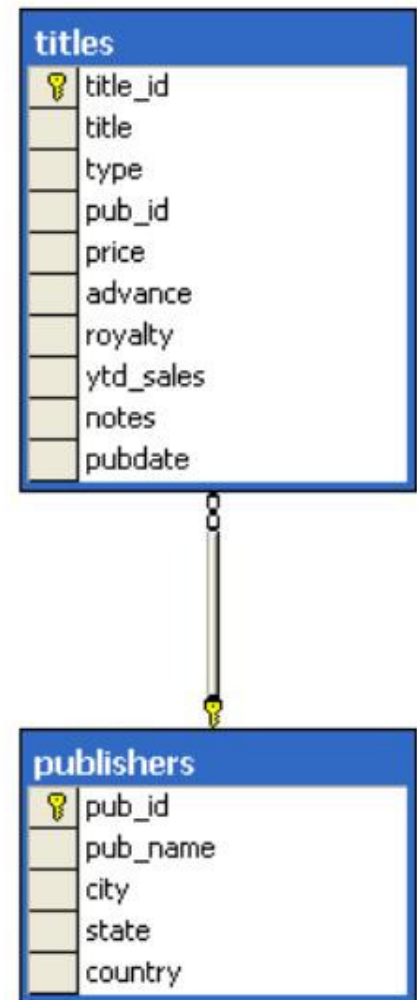 titles
title_id
title
type
pub_id
price
advance
royalty
ytd_sales
notes
pubdate
publishers
pub_id
pub_name
city
state
country